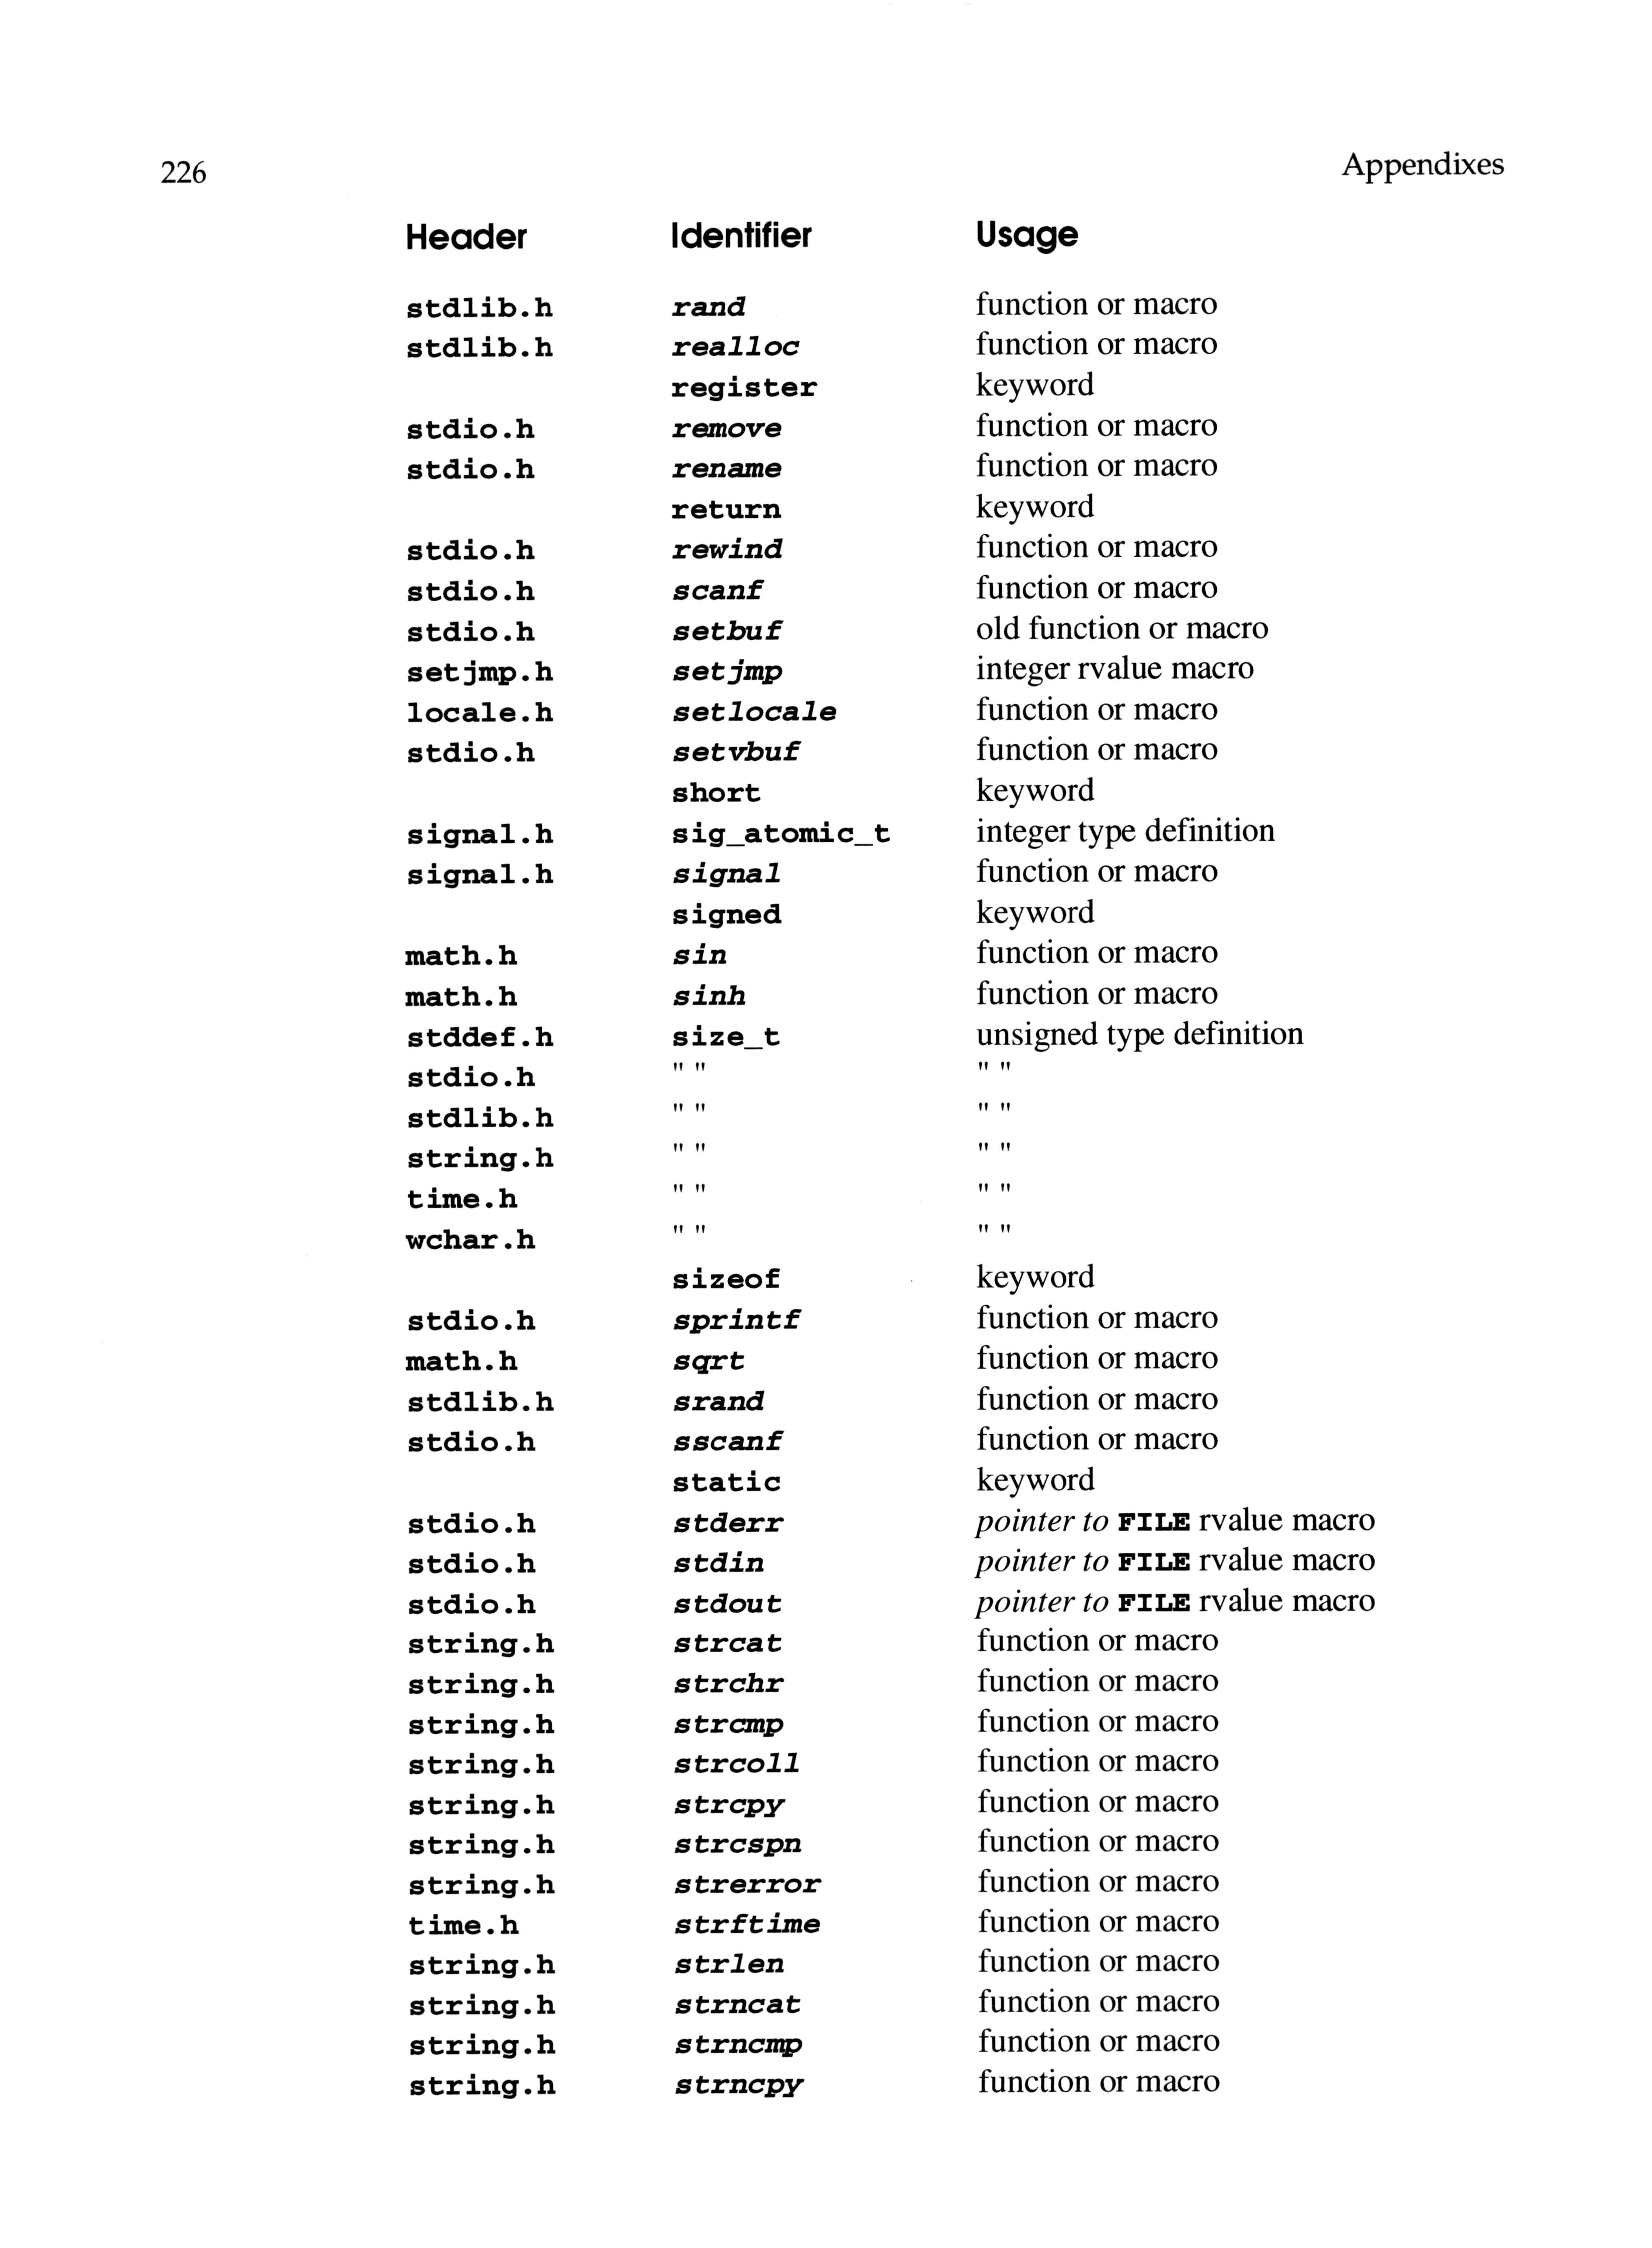 226 Appendixes
Header Identifier Usage
stdlib.h rand function or macro
stdlib.h realloc function or macro
register keyword
stdio.h remove function or macro
stdio.h rename function or macro
return keyword
stdio.h rewind function or macro
stdio.h scanf function or macro
stdio.h setbuf old function or macro
setjmp.h setjmp integer rvalue macro
locale.h setlocale function or macro
stdio.h setvbuf function or macro
short keyword
signal.h sig_atomic_t integer type definition
signal.h signal function or macro
signed keyword
math.h sin function or macro
math.h sinh function or macro
stddef.h size_t unsigned type definition
stdio.h " " " "
stdlib.h " " " "
string.h " " " "
time.h " " " "
wchar.h " " " "
sizeof keyword
stdio.h sprintf function or macro
math.h sqrt function or macro
stdlib.h srand function or macro
stdio.h sscanf function or macro
static keyword
stdio.h stderr pointer to FILE rvalue macro
stdio.h stdin pointer to FILE rvalue macro
stdio.h stdout pointer to FILE rvalue macro
string.h strcat function or macro
string.h strchr function or macro
string.h strcmp function or macro
string.h strcoll function or macro
string.h strcpy function or macro
string.h strcspn function or macro
string.h strerror function or macro
time.h strftime function or macro
string.h strlen function or macro
string.h strncat function or macro
string.h strncmp function or macro
string.h strncpy function or macro